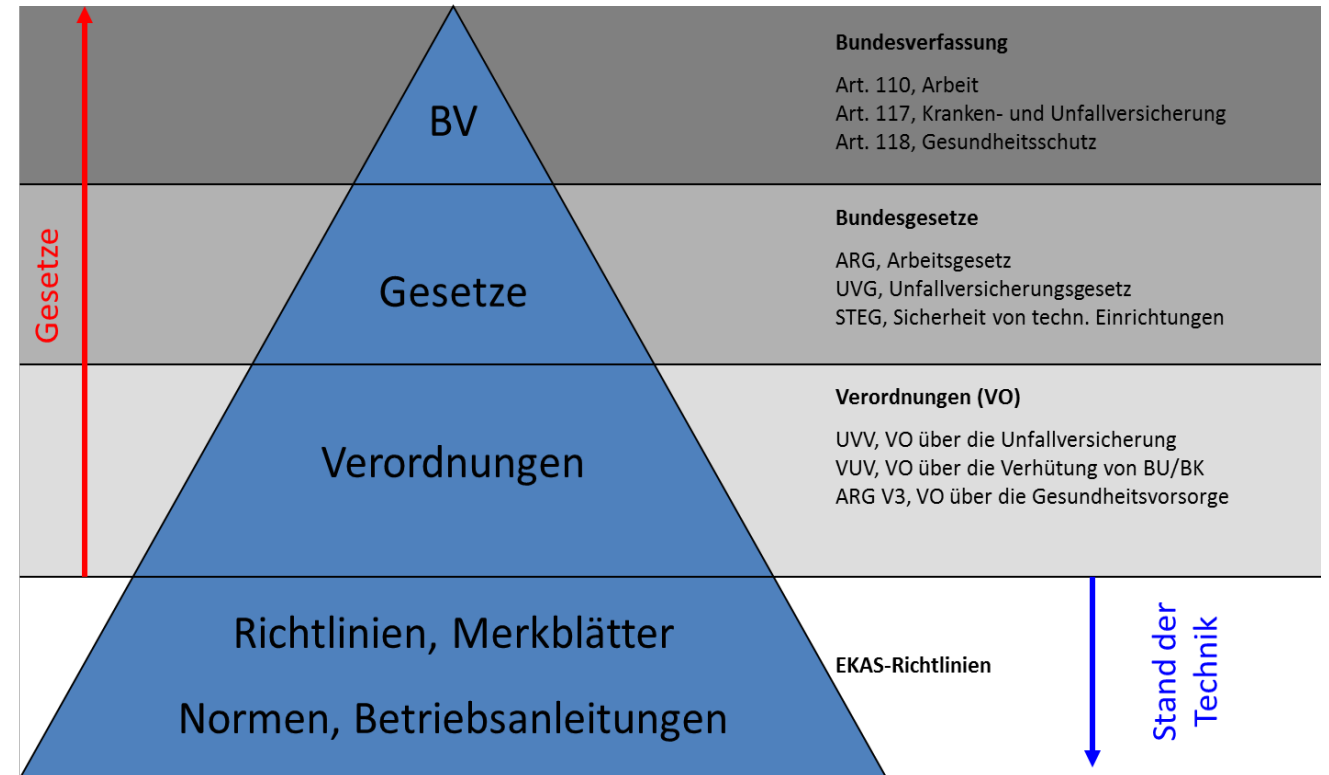 Gesetze
BV
Gesetze
Verordnungen
Richtlinien, Merkblätter
Normen, Betriebsanleitungen
Bundesverfassung
Art. 110, Arbeit
Art. 117, Kranken- und Unfallversicherung
Art. 118, Gesundheitsschutz
Bundesgesetze
ARG, Arbeitsgesetz
UVG, Unfallversicherungsgesetz
STEG, Sicherheit von techn. Einrichtungen
Verordnungen (VO)
UVV, VO über die Unfallversicherung
VUV, VO über die Verhütung von BU/BK
ARG V3, VO über die Gesundheitsvorsorge
EKAS-Richtlinien
Stand der
Technik